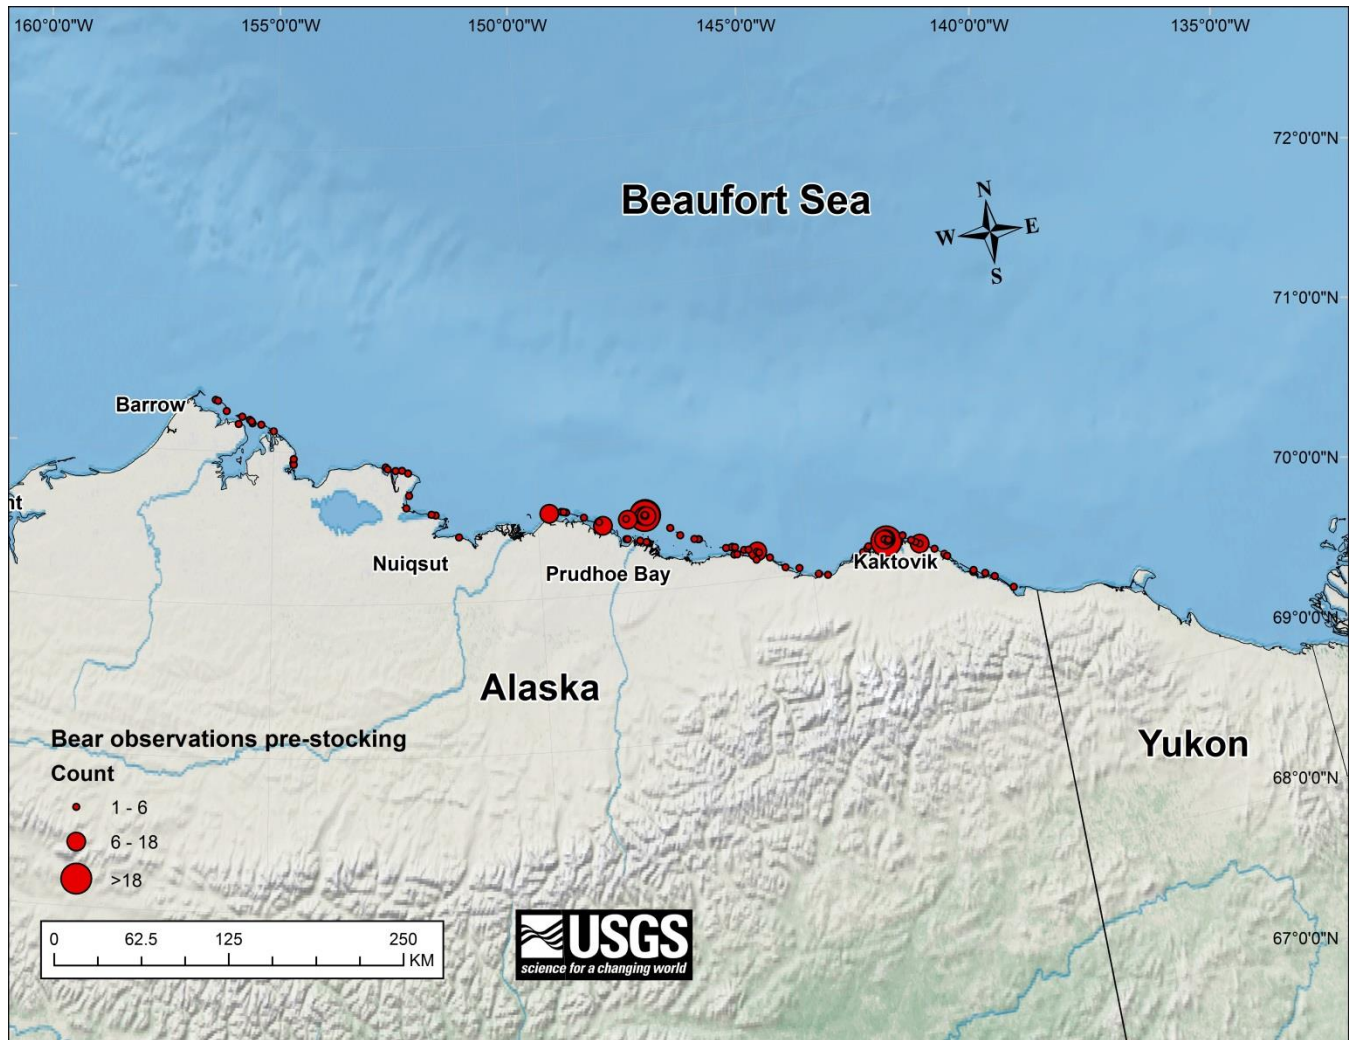 160°0'0"W 155°0'0"W 150°0'0"W 145°0'0"W 140°0'0"W 135°0'0"W
72°0'0"N
Beaufort Sea
N
W E
S
71°0'0"N
Barrow
70°0'0"N
nt
Nuiqsut
Prudhoe Bay
Kaktovik
69°0'0"N
Alaska
Bear observations pre-stocking
Yukon
Count
68°0'0"N
1 - 6
6 - 18
>18
0 62.5 125 250
KM
USGS
science for a changing world
67°0'0"N